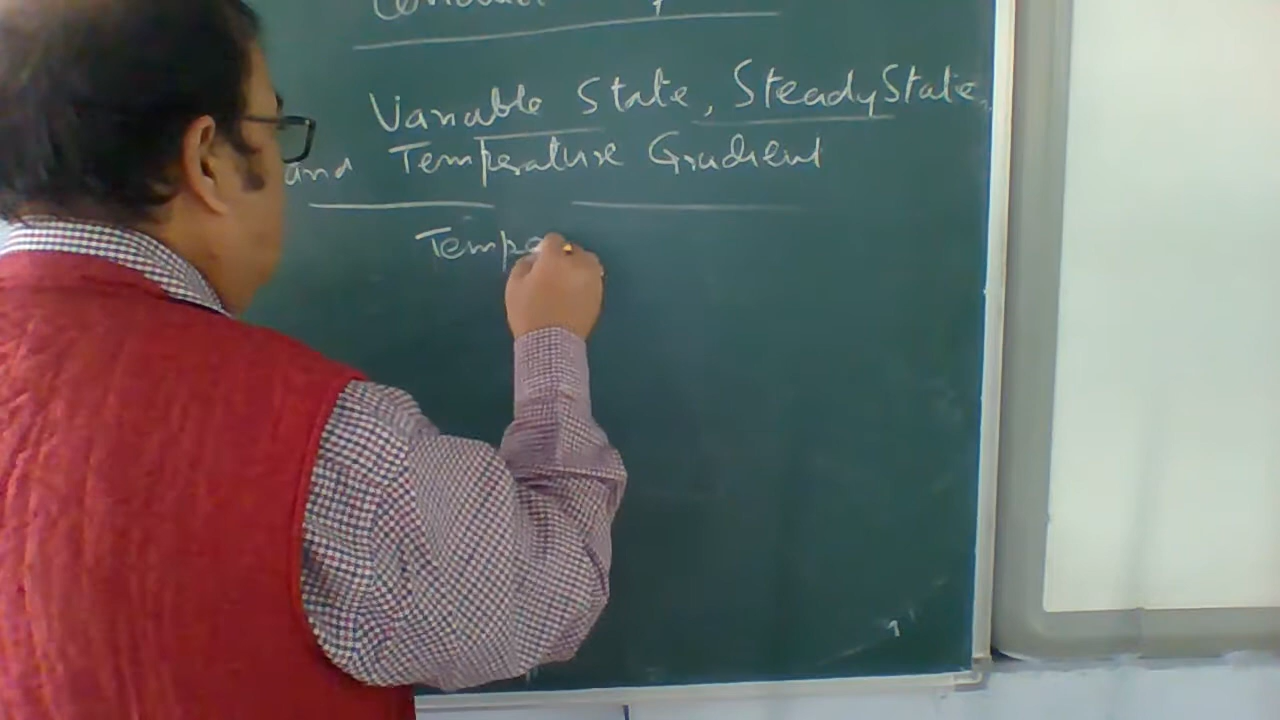 Variable State, Steady State,
and Temperature Gradient
Tempe